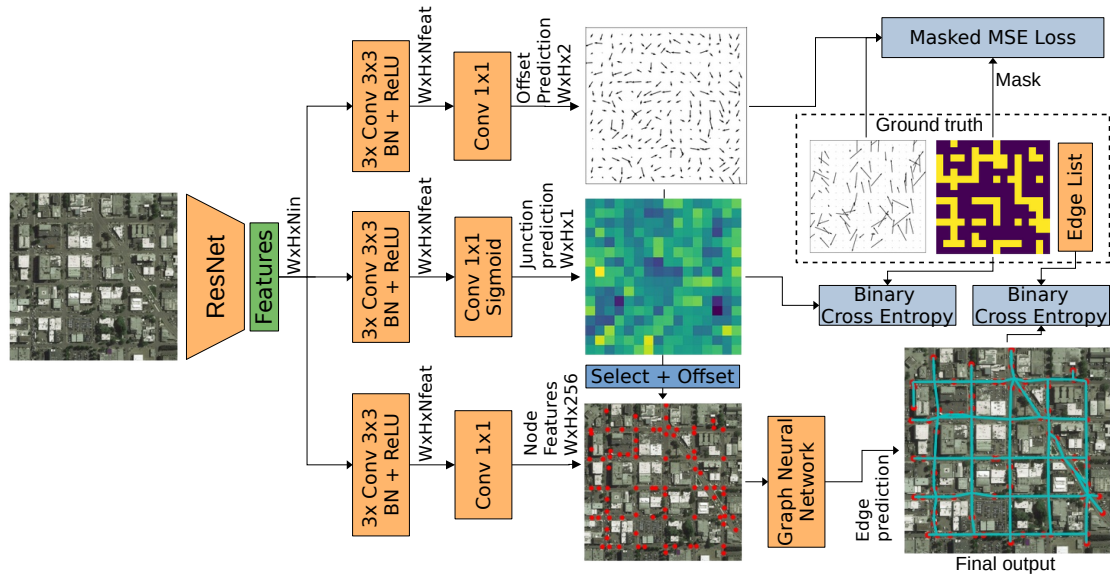 3x Conv 3x3
BN + ReLU
WxHxNfeat
Conv 1x1
Offset
Prediction
WxHx2
Masked MSE Loss
Mask
Ground truth
Edge List
ResNet
Features
WxHxNin
3x Conv 3x3
BN + ReLU
WxHxNfeat
Conv 1x1
Sigmoid
Junction
prediction
WxHx1
Binary
Cross Entropy
Binary
Cross Entropy
Select + Offset
3x Conv 3x3
BN + ReLU
WxHxNfeat
Conv 1x1
Node
Features
WxHx256
Graph Neural
Network
Edge
prediction
Final output